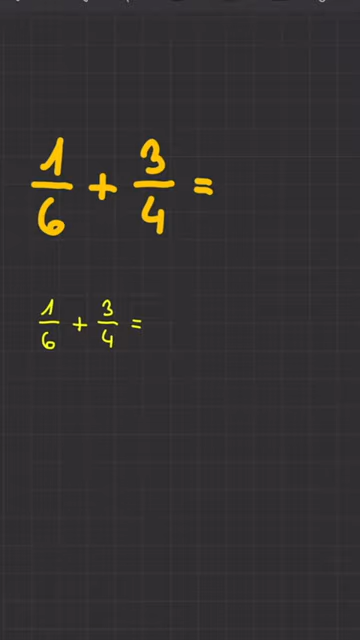 1/6 + 3/4 =
1/6 + 3/4 =